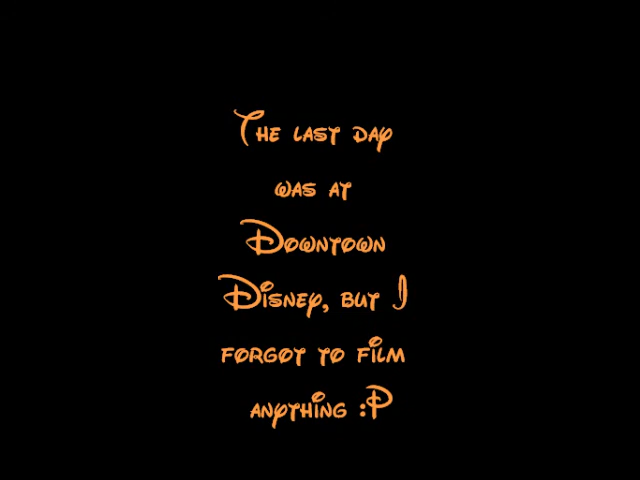 The last day
was at
Downtown
Disney, but I
forgot to film
anything :P